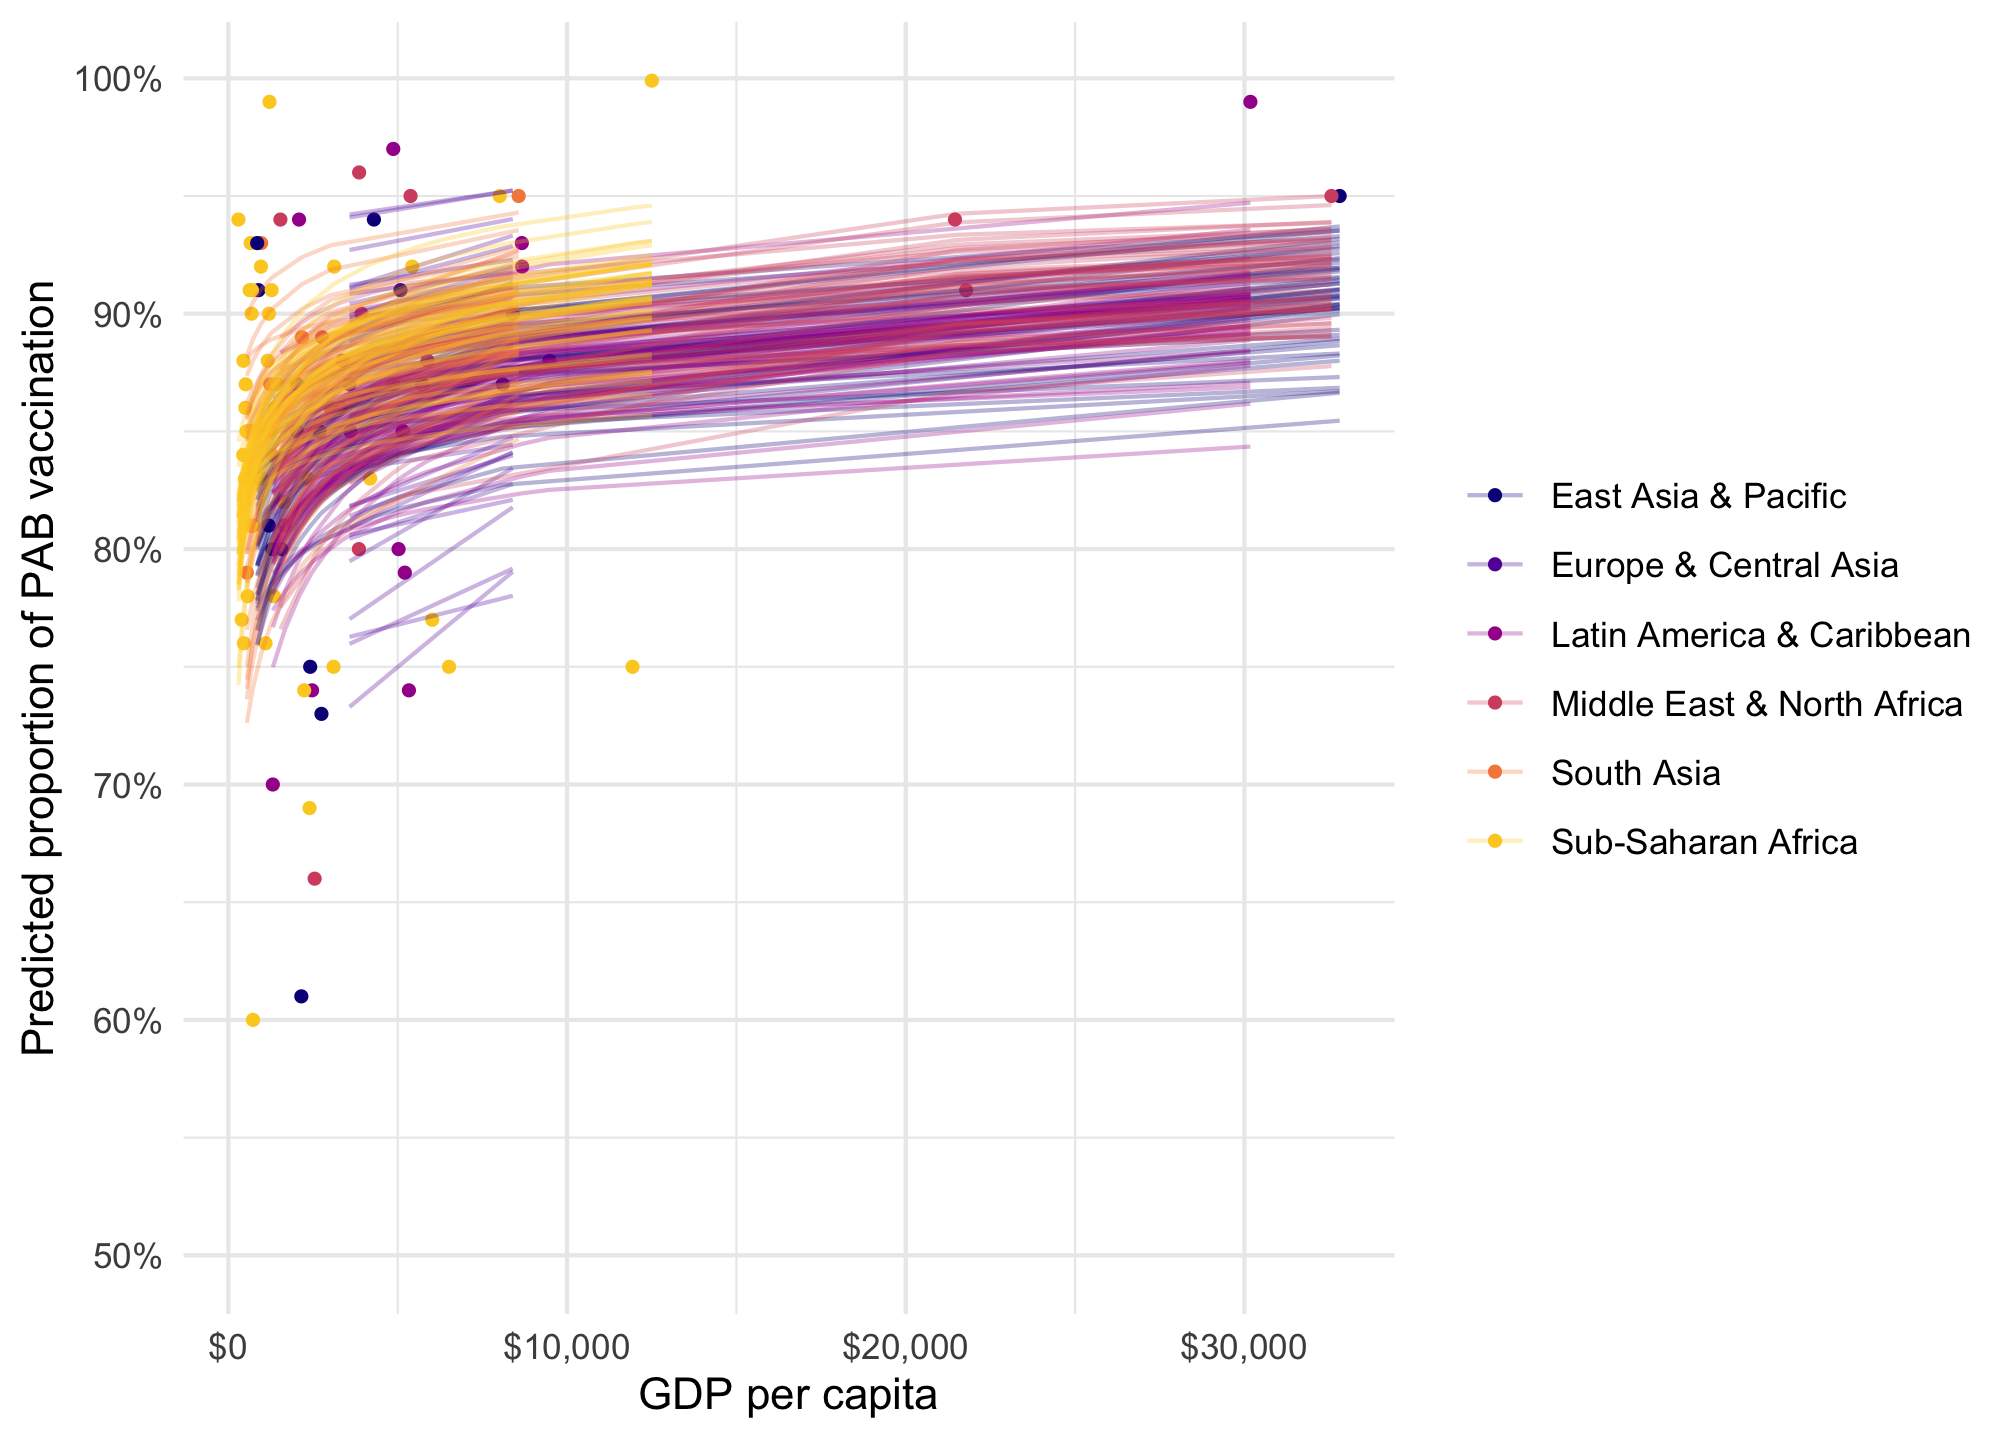 100%
90%
80%
70%
60%
50%
Predicted proportion of PAB vaccination
$0
$10,000
$20,000
$30,000
GDP per capita
East Asia & Pacific
Europe & Central Asia
Latin America & Caribbean
Middle East & North Africa
South Asia
Sub-Saharan Africa